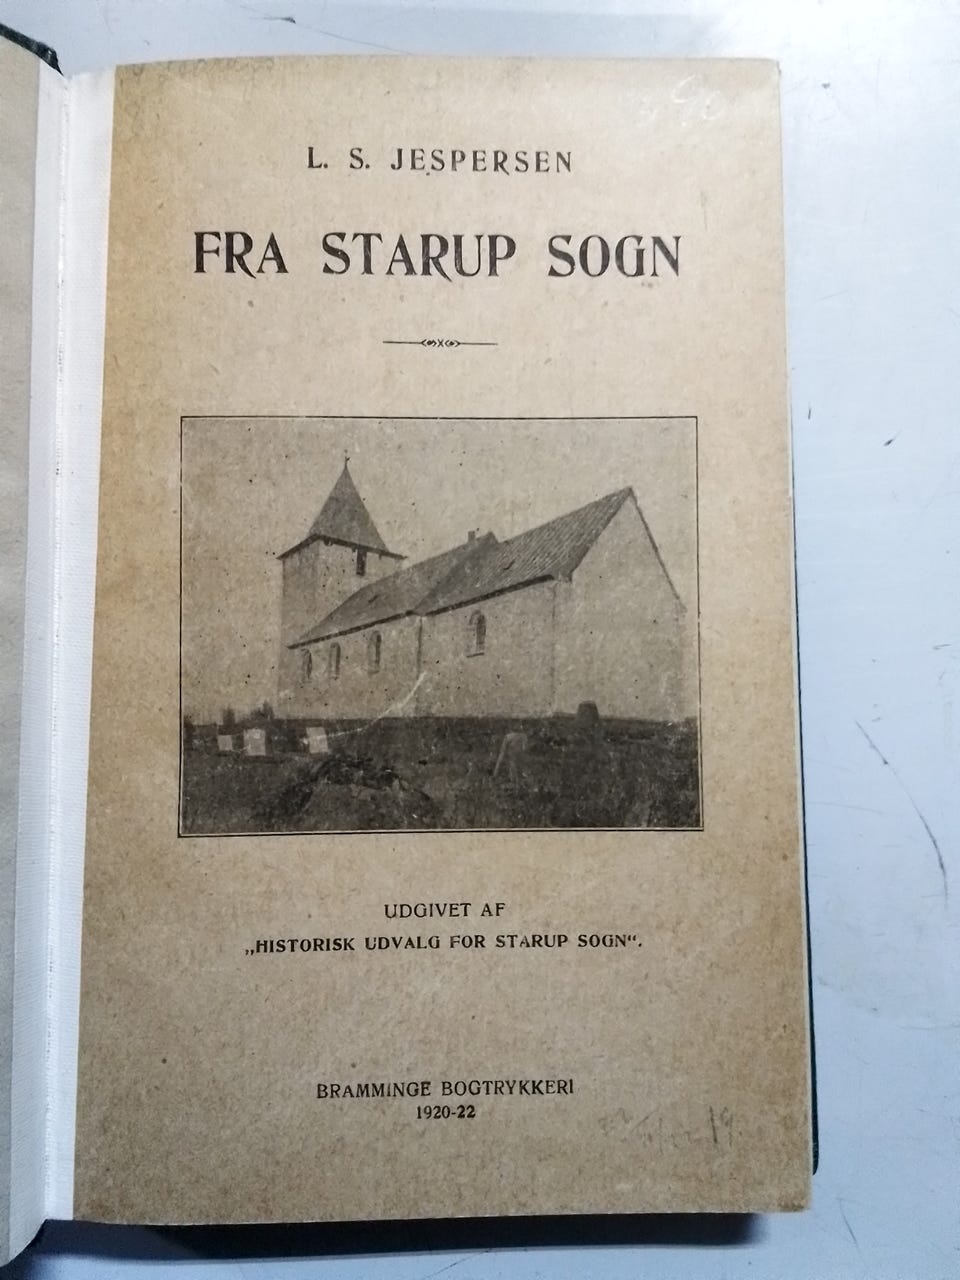 L. S. JESPERSEN
FRA STARUP SOGN
UDGIVET AF
„HISTORISK UDVALG FOR STARUP SOGN“.
BRAMMINGE BOGTRYKKERI
1920-22